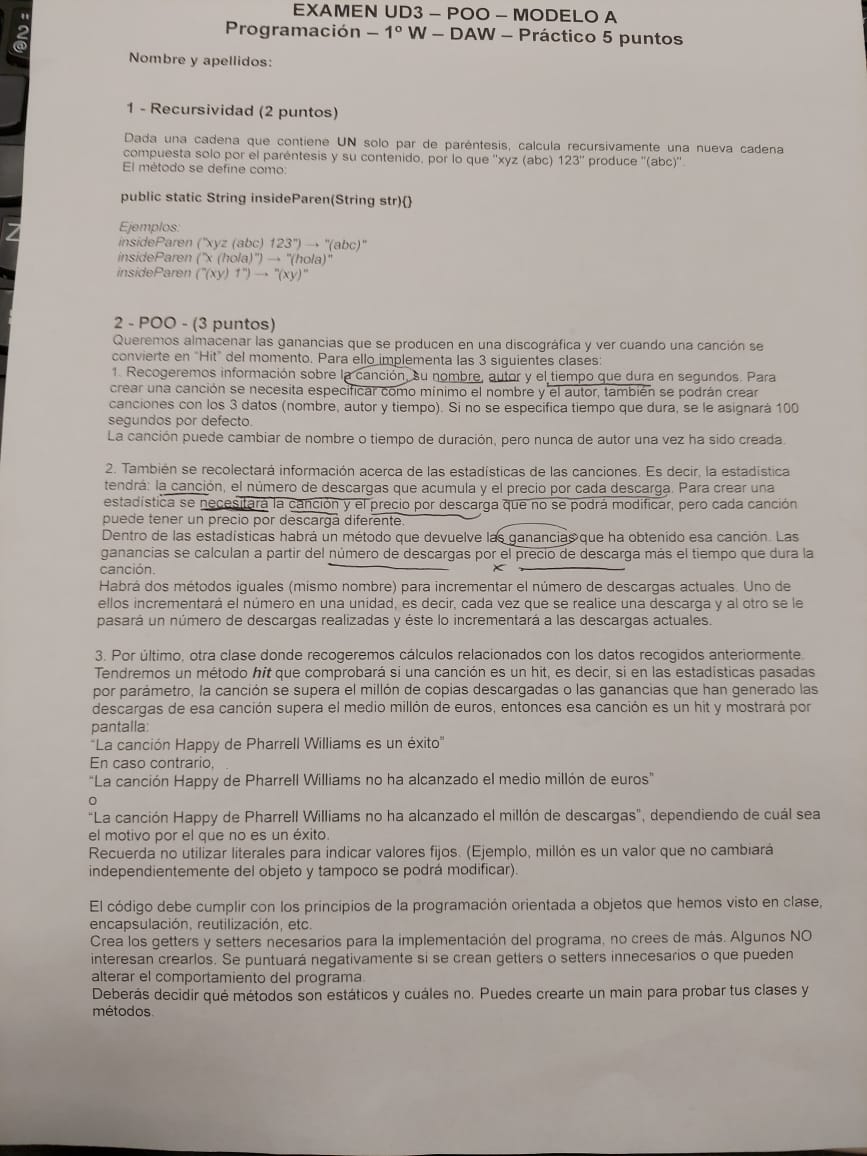 EXAMEN UD3 – POO – MODELO A
Programación – 1º W – DAW – Práctico 5 puntos
Nombre y apellidos:
1 - Recursividad (2 puntos)
Dada una cadena que contiene UN solo par de paréntesis, calcula recursivamente una nueva cadena
compuesta solo por el paréntesis y su contenido, por lo que "xyz (abc) 123" produce "(abc)".
El método se define como:
public static String insideParen(String str){}
Ejemplos:
insideParen ("xyz (abc) 123") → "(abc)"
insideParen ("x (hola)") → "(hola)"
insideParen ("(xy) 1") → "(xy)"
2 - POO - (3 puntos)
Queremos almacenar las ganancias que se producen en una discográfica y ver cuando una canción se
convierte en "Hit" del momento. Para ello implementa las 3 siguientes clases:
1. Recogeremos información sobre la canción, su nombre, autor y el tiempo que dura en segundos. Para
crear una canción se necesita especificar como mínimo el nombre y el autor, también se podrán crear
canciones con los 3 datos (nombre, autor y tiempo). Si no se especifica tiempo que dura, se le asignará 100
segundos por defecto.
La canción puede cambiar de nombre o tiempo de duración, pero nunca de autor una vez ha sido creada.
2. También se recolectará información acerca de las estadísticas de las canciones. Es decir, la estadística
tendrá: la canción, el número de descargas que acumula y el precio por cada descarga. Para crear una
estadística se necesitará la canción y el precio por descarga que no se podrá modificar, pero cada canción
puede tener un precio por descarga diferente.
Dentro de las estadísticas habrá un método que devuelve las ganancias que ha obtenido esa canción. Las
ganancias se calculan a partir del número de descargas por el precio de descarga más el tiempo que dura la
canción.
Habrá dos métodos iguales (mismo nombre) para incrementar el número de descargas actuales. Uno de
ellos incrementará el número en una unidad, es decir, cada vez que se realice una descarga y al otro se le
pasará un número de descargas realizadas y éste lo incrementará a las descargas actuales.
3. Por último, otra clase donde recogeremos cálculos relacionados con los datos recogidos anteriormente.
Tendremos un método hit que comprobará si una canción es un hit, es decir, si en las estadísticas pasadas
por parámetro, la canción se supera el millón de copias descargadas o las ganancias que han generado las
descargas de esa canción supera el medio millón de euros, entonces esa canción es un hit y mostrará por
pantalla:
"La canción Happy de Pharrell Williams es un éxito"
En caso contrario,
"La canción Happy de Pharrell Williams no ha alcanzado el medio millón de euros"
o
"La canción Happy de Pharrell Williams no ha alcanzado el millón de descargas", dependiendo de cuál sea
el motivo por el que no es un éxito.
Recuerda no utilizar literales para indicar valores fijos. (Ejemplo, millón es un valor que no cambiará
independientemente del objeto y tampoco se podrá modificar).
El código debe cumplir con los principios de la programación orientada a objetos que hemos visto en clase,
encapsulación, reutilización, etc.
Crea los getters y setters necesarios para la implementación del programa, no crees de más. Algunos NO
interesan crearlos. Se puntuará negativamente si se crean getters o setters innecesarios o que pueden
alterar el comportamiento del programa.
Deberás decidir qué métodos son estáticos y cuáles no. Puedes crearte un main para probar tus clases y
métodos.
2
@
Z